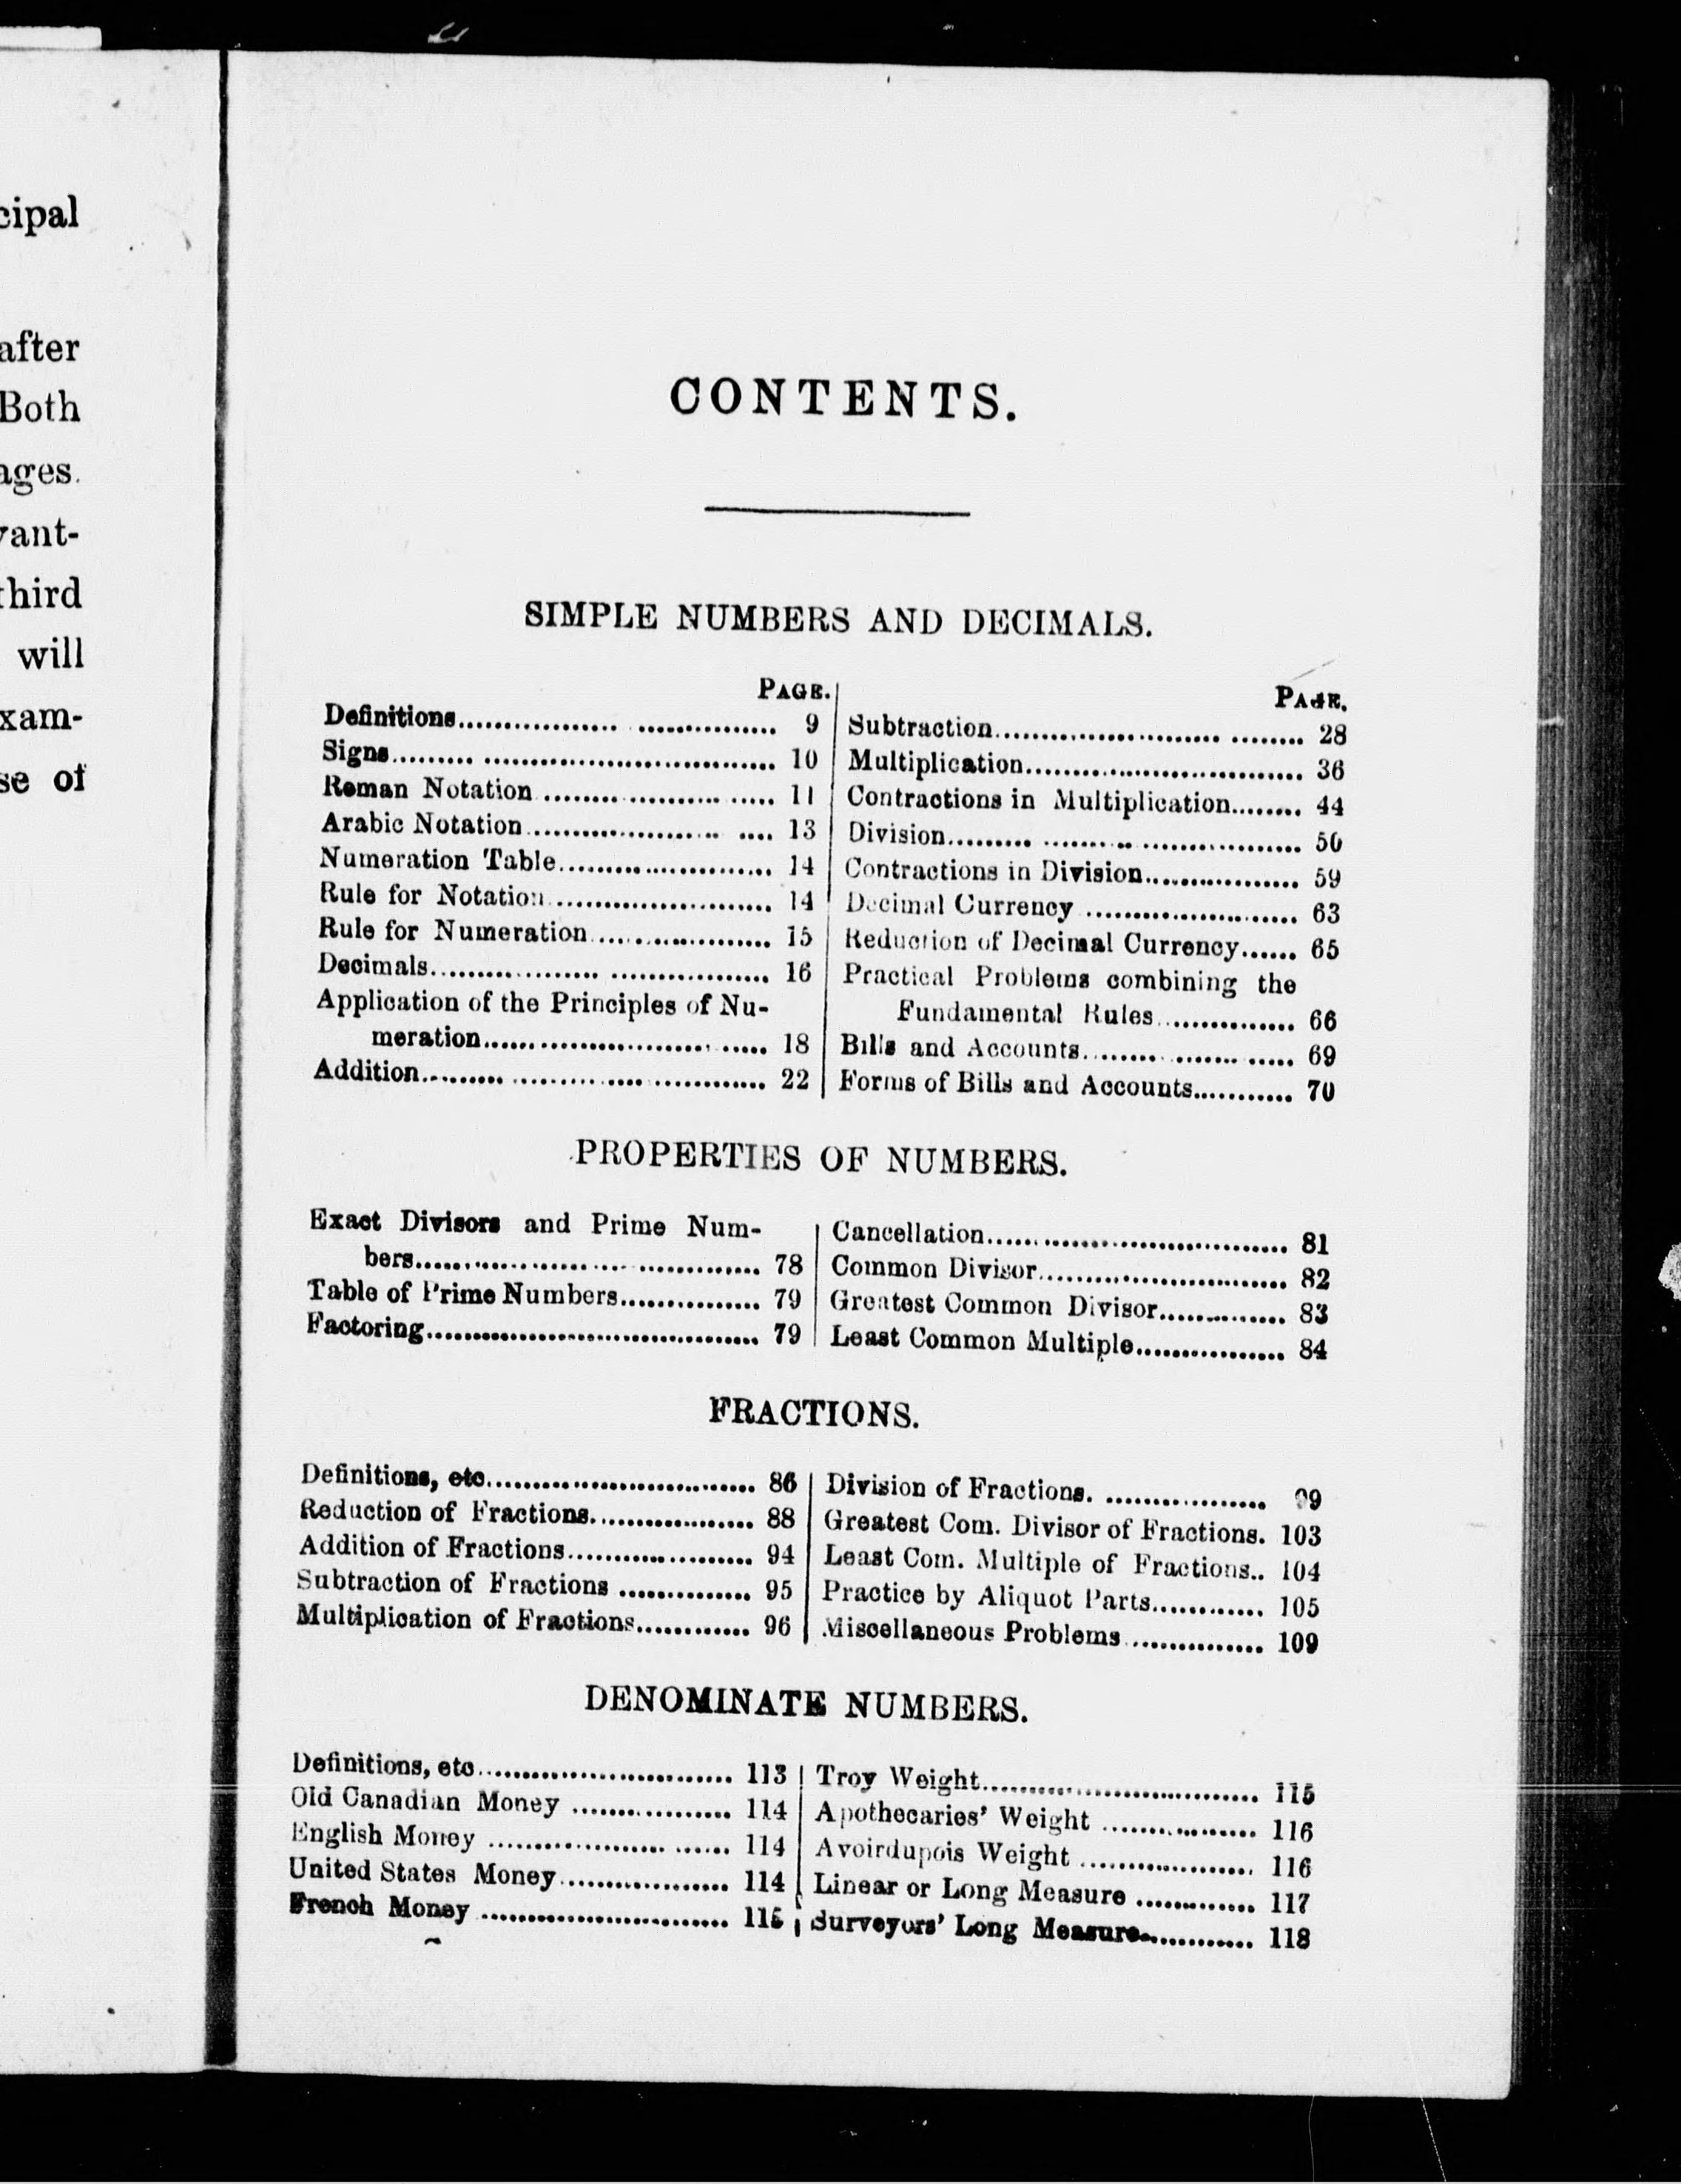 cipal
after
Both
ages.
vant-
third
will
xam-
se of
CONTENTS.
SIMPLE NUMBERS AND DECIMALS.
PAGE.
Definitions................................ 9
Signs................................ 10
Roman Notation ........................ 11
Arabic Notation........................ 13
Numeration Table........................ 14
Rule for Notation........................ 14
Rule for Numeration.................... 15
Decimals................................ 16
Application of the Principles of Nu-
meration................................ 18
Addition................................ 22
PAGE.
Subtraction................................ 28
Multiplication............................ 36
Contractions in Multiplication........ 44
Division................................ 50
Contractions in Division................. 59
Decimal Currency ........................ 63
Reduction of Decimal Currency...... 65
Practical Problems combining the
Fundamental Rules............... 66
Bills and Accounts........................ 69
Forms of Bills and Accounts........... 70
PROPERTIES OF NUMBERS.
Exact Divisors and Prime Num-
bers.................................... 78
Table of Prime Numbers............... 79
Factoring.................................... 79
Cancellation................................ 81
Common Divisor........................... 82
Greatest Common Divisor.............. 83
Least Common Multiple................. 84
FRACTIONS.
Definitions, etc............................. 86
Reduction of Fractions.................. 88
Addition of Fractions.................... 94
Subtraction of Fractions ............... 95
Multiplication of Fractions............ 96
Division of Fractions. .................. 99
Greatest Com. Divisor of Fractions. 103
Least Com. Multiple of Fractions.. 104
Practice by Aliquot Parts............ 105
Miscellaneous Problems............... 109
DENOMINATE NUMBERS.
Definitions, etc........................... 113
Old Canadian Money ................. 114
English Money ......................... 114
United States Money.................. 114
French Money .......................... 115
Troy Weight.............................. 115
Apothecaries' Weight ................. 116
Avoirdupois Weight ................... 116
Linear or Long Measure ............. 117
Surveyors' Long Measure............ 118